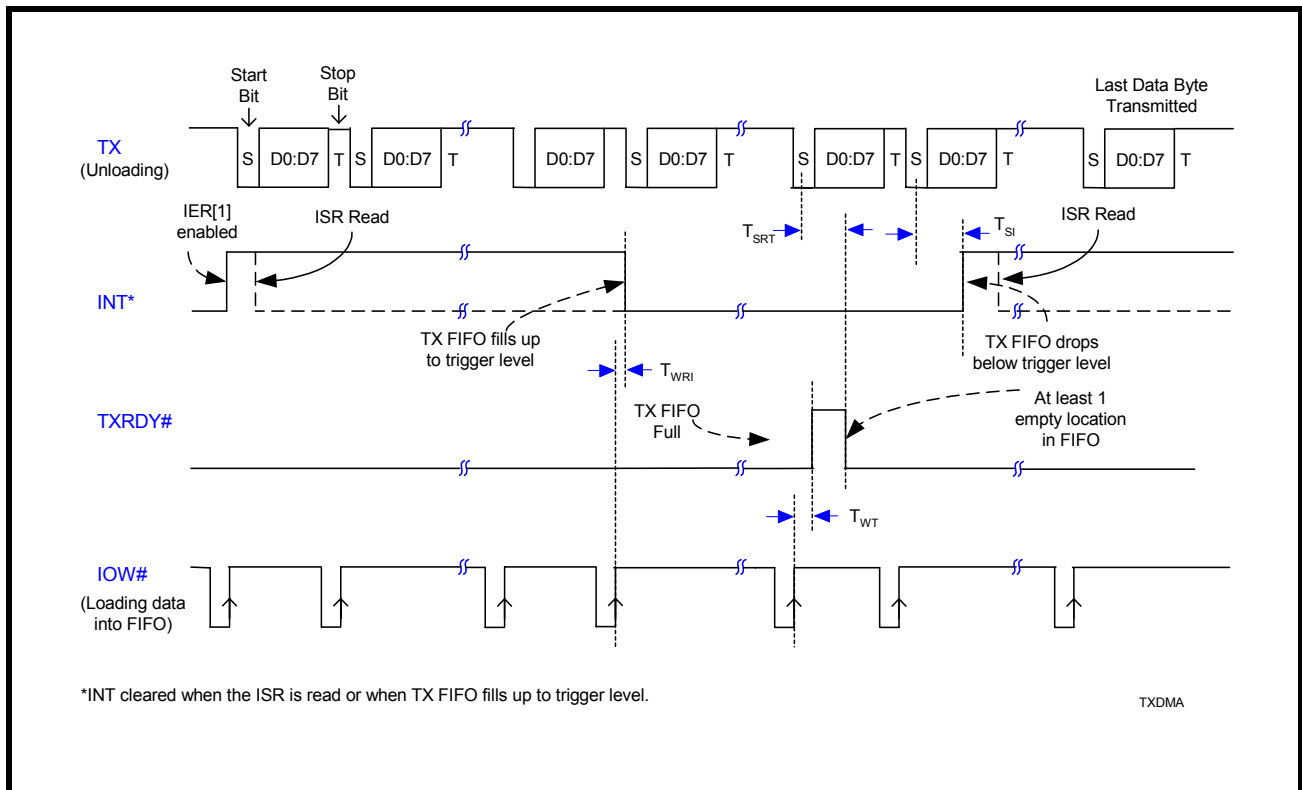 Start
Bit
Stop
Bit
Last Data Byte
Transmitted
TX
(Unloading)
S D0:D7 T S D0:D7 T D0:D7 S D0:D7 T S D0:D7 T S D0:D7 T S D0:D7 T
IER[1]
enabled
ISR Read
TSRT
TSI
ISR Read
INT*
TX FIFO fills up
to trigger level
TX FIFO drops
below trigger level
TWRI
TXRDY#
TX FIFO
Full
At least 1
empty location
in FIFO
TWT
IOW#
(Loading data
into FIFO)
*INT cleared when the ISR is read or when TX FIFO fills up to trigger level.
TXDMA